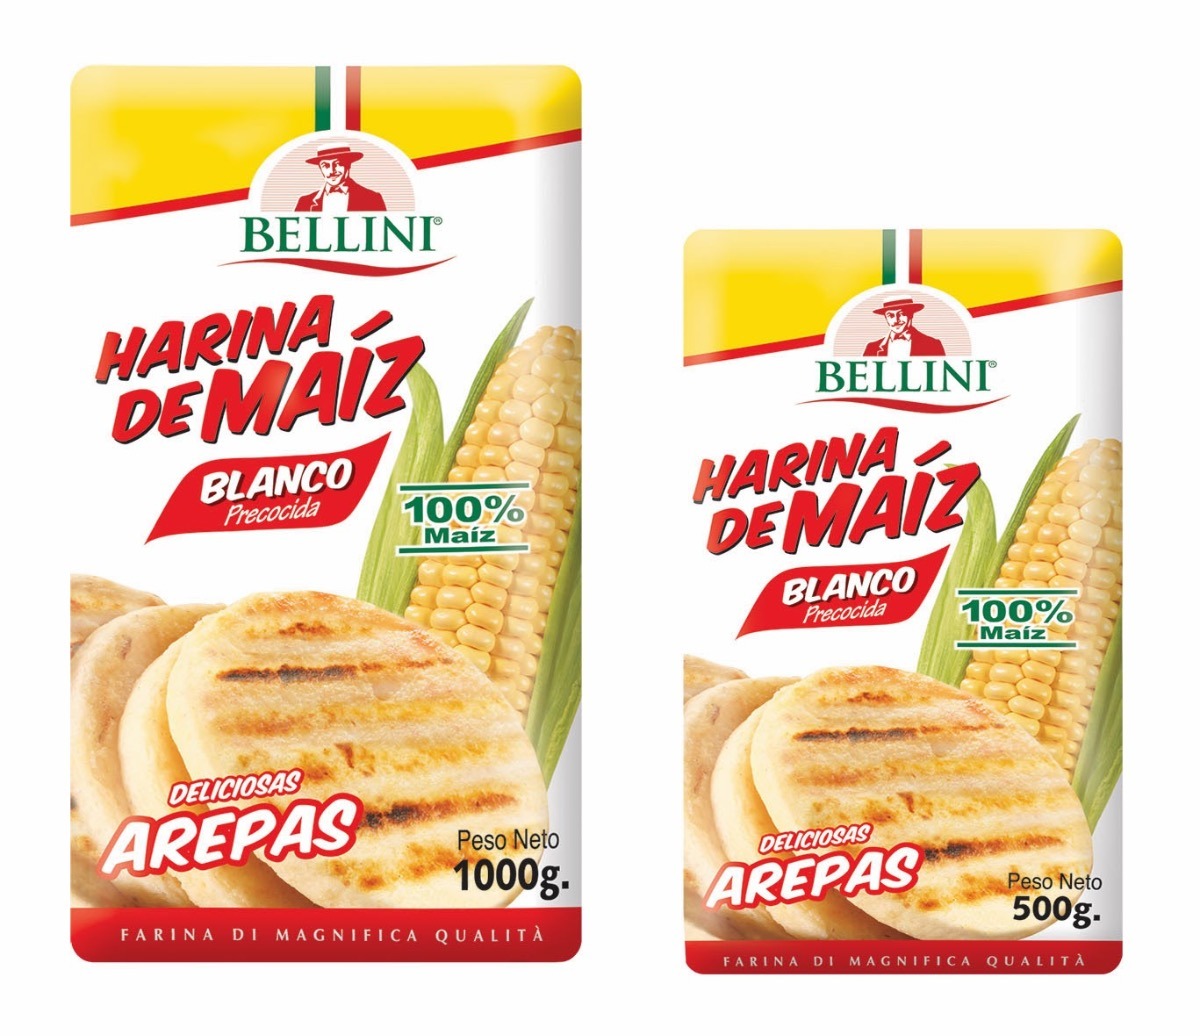 BELLINI®
HARINA
DE MAÍZ
BLANCO
Precocida
100%
Maíz
DELICIOSAS
AREPAS
Peso Neto
1000g.
FARINA DI MAGNIFICA QUALITÀ
BELLINI®
HARINA
DE MAÍZ
BLANCO
Precocida
100%
Maíz
DELICIOSAS
AREPAS
Peso Neto
500g.
FARINA DI MAGNIFICA QUALITÀ